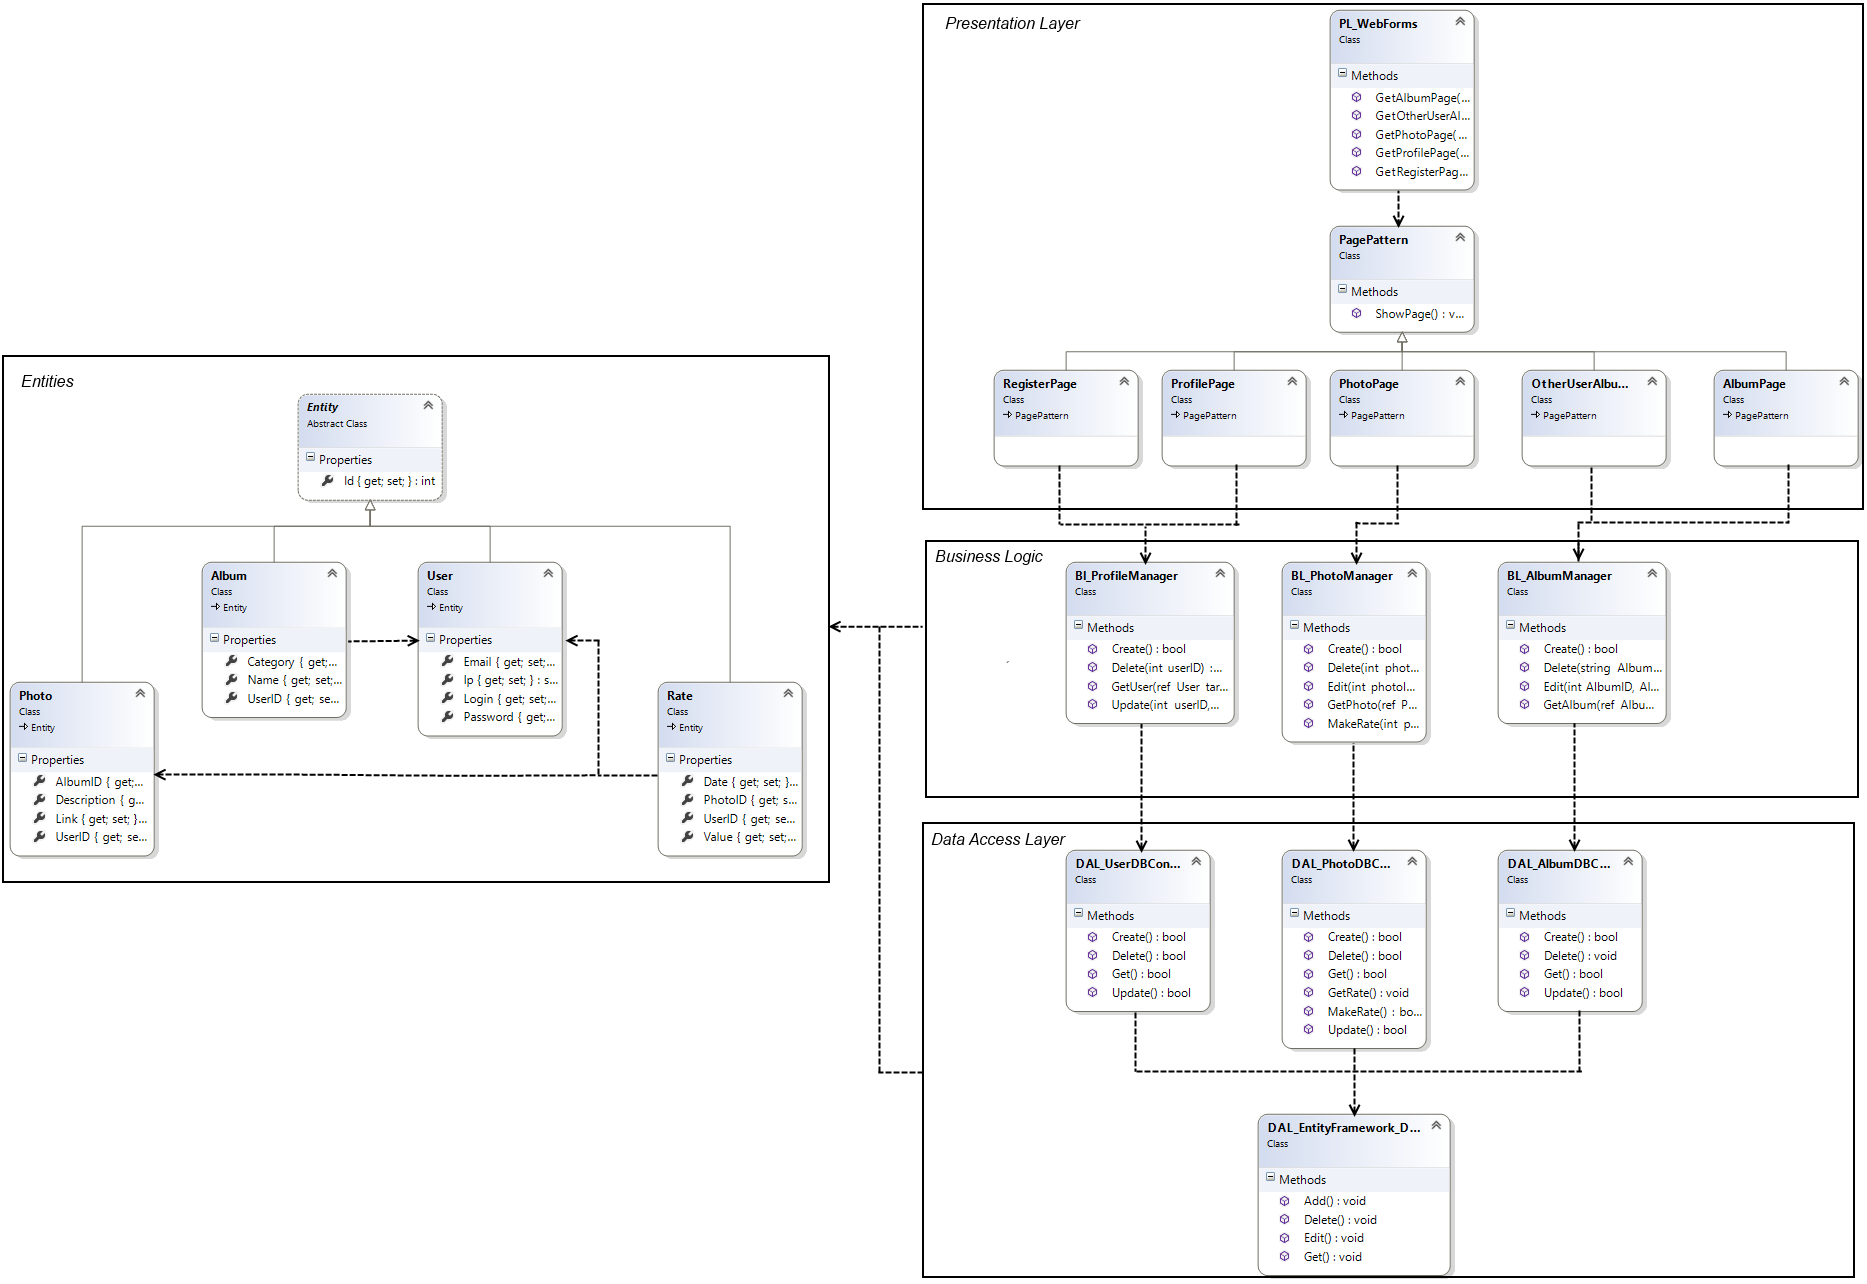 Presentation Layer
PL_WebForms
Class
Methods
GetAlbumPage(...
GetOtherUserAl...
GetPhotoPage(...
GetProfilePage(...
GetRegisterPag...
PagePattern
Class
Methods
ShowPage() : v...
RegisterPage
Class
PagePattern
ProfilePage
Class
PagePattern
PhotoPage
Class
PagePattern
OtherUserAlbu...
Class
PagePattern
AlbumPage
Class
PagePattern
Entities
Entity
Abstract Class
Properties
Id { get; set; } : int
Album
Class
Entity
Properties
Category { get;...
Name { get; set;...
UserID { get; se...
User
Class
Entity
Properties
Email { get; set;...
Ip { get; set; } : s...
Login { get; set;...
Password { get;...
Photo
Class
Entity
Properties
AlbumID { get;...
Description { g...
Link { get; set; }...
UserID { get; se...
Rate
Class
Entity
Properties
Date { get; set; }...
PhotoID { get; s...
UserID { get; se...
Value { get; set;...
Business Logic
Bl_ProfileManager
Class
Methods
Create() : bool
Delete(int userID) :...
GetUser(ref User tar...
Update(int userID,...
BL_PhotoManager
Class
Methods
Create() : bool
Delete(int phot...
Edit(int photoI...
GetPhoto(ref P...
MakeRate(int p...
BL_AlbumManager
Class
Methods
Create() : bool
Delete(string Album...
Edit(int AlbumID, Al...
GetAlbum(ref Albu...
Data Access Layer
DAL_UserDBCon...
Class
Methods
Create() : bool
Delete() : bool
Get() : bool
Update() : bool
DAL_PhotoDBC...
Class
Methods
Create() : bool
Delete() : bool
Get() : bool
GetRate() : void
MakeRate() : bo...
Update() : bool
DAL_AlbumDBC...
Class
Methods
Create() : bool
Delete() : void
Get() : bool
Update() : bool
DAL_EntityFramework_D...
Class
Methods
Add() : void
Delete() : void
Edit() : void
Get() : void